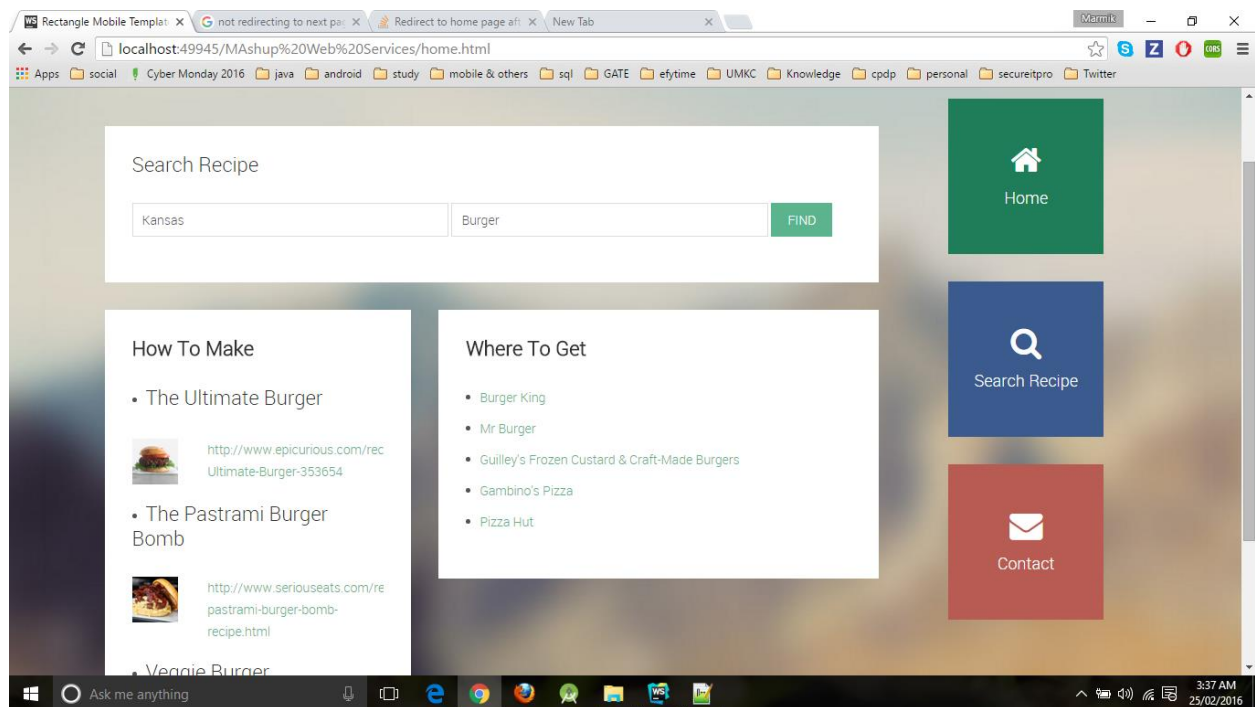 Rectangle Mobile Templat
not redirecting to next pag
Redirect to home page aft
New Tab
Marmik
localhost:49945/MAshup%20Web%20Services/home.html
Apps social Cyber Monday 2016 java android study mobile & others sql GATE efytime UMKC Knowledge cpdp personal secureitpro Twitter
Search Recipe
Kansas
Burger
FIND
How To Make
• The Ultimate Burger
http://www.epicurious.com/rec
Ultimate-Burger-353654
• The Pastrami Burger
Bomb
http://www.seriouseats.com/re
pastrami-burger-bomb-
recipe.html
• Veggie Burger
Where To Get
• Burger King
• Mr Burger
• Guilley's Frozen Custard & Craft-Made Burgers
• Gambino's Pizza
• Pizza Hut
Home
Search Recipe
Contact
Ask me anything
3:37 AM
25/02/2016